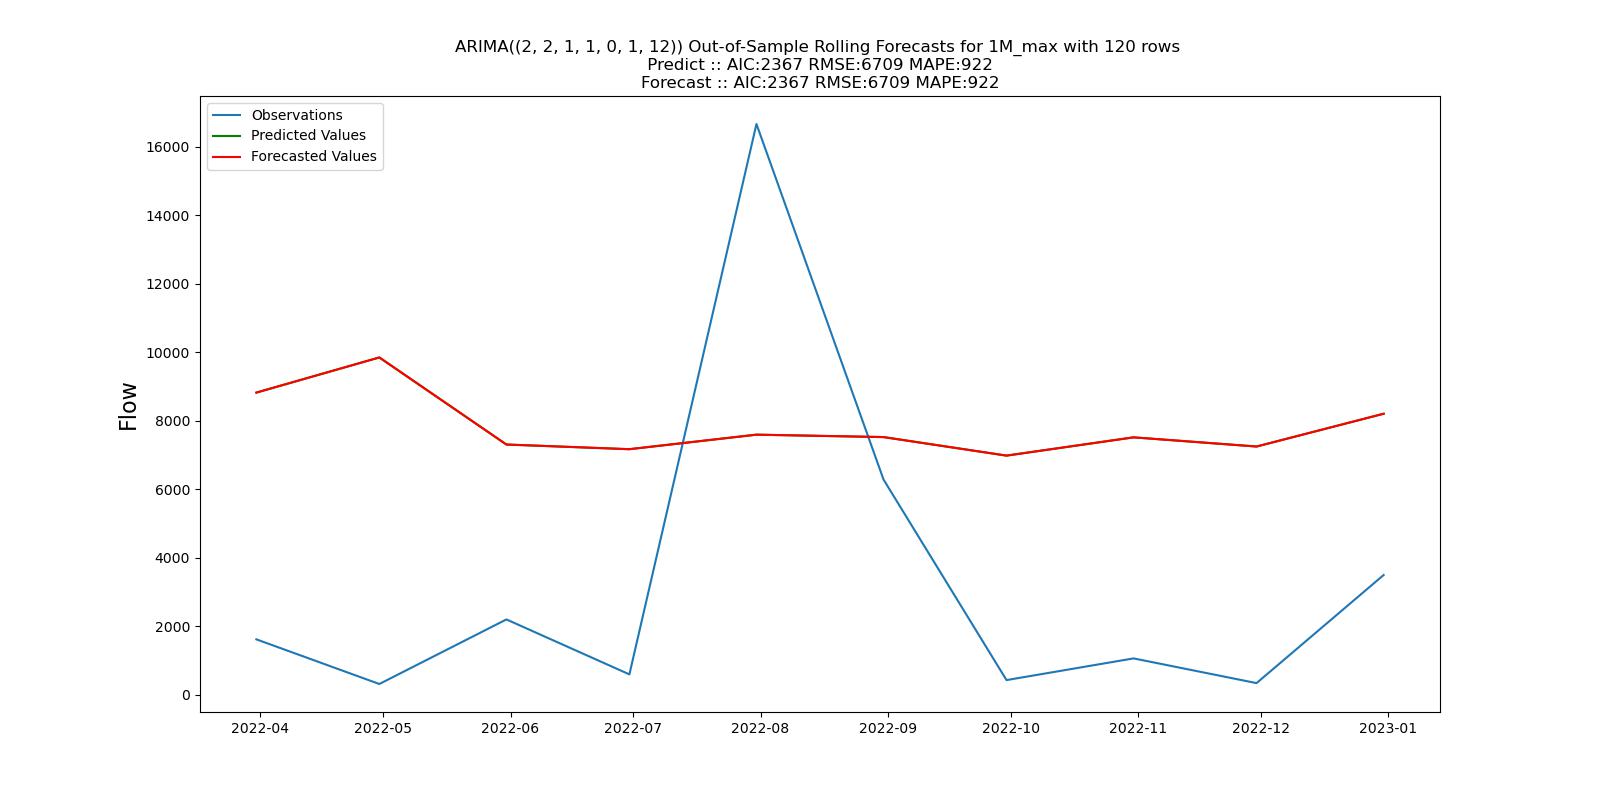 ARIMA((2, 2, 1, 1, 0, 1, 12)) Out-of-Sample Rolling Forecasts for 1M_max with 120 rows
Predict :: AIC:2367 RMSE:6709 MAPE:922
Forecast :: AIC:2367 RMSE:6709 MAPE:922
Observations
Predicted Values
Forecasted Values
16000
14000
12000
10000
8000
6000
4000
2000
0
Flow
2022-04 2022-05 2022-06 2022-07 2022-08 2022-09 2022-10 2022-11 2022-12 2023-01